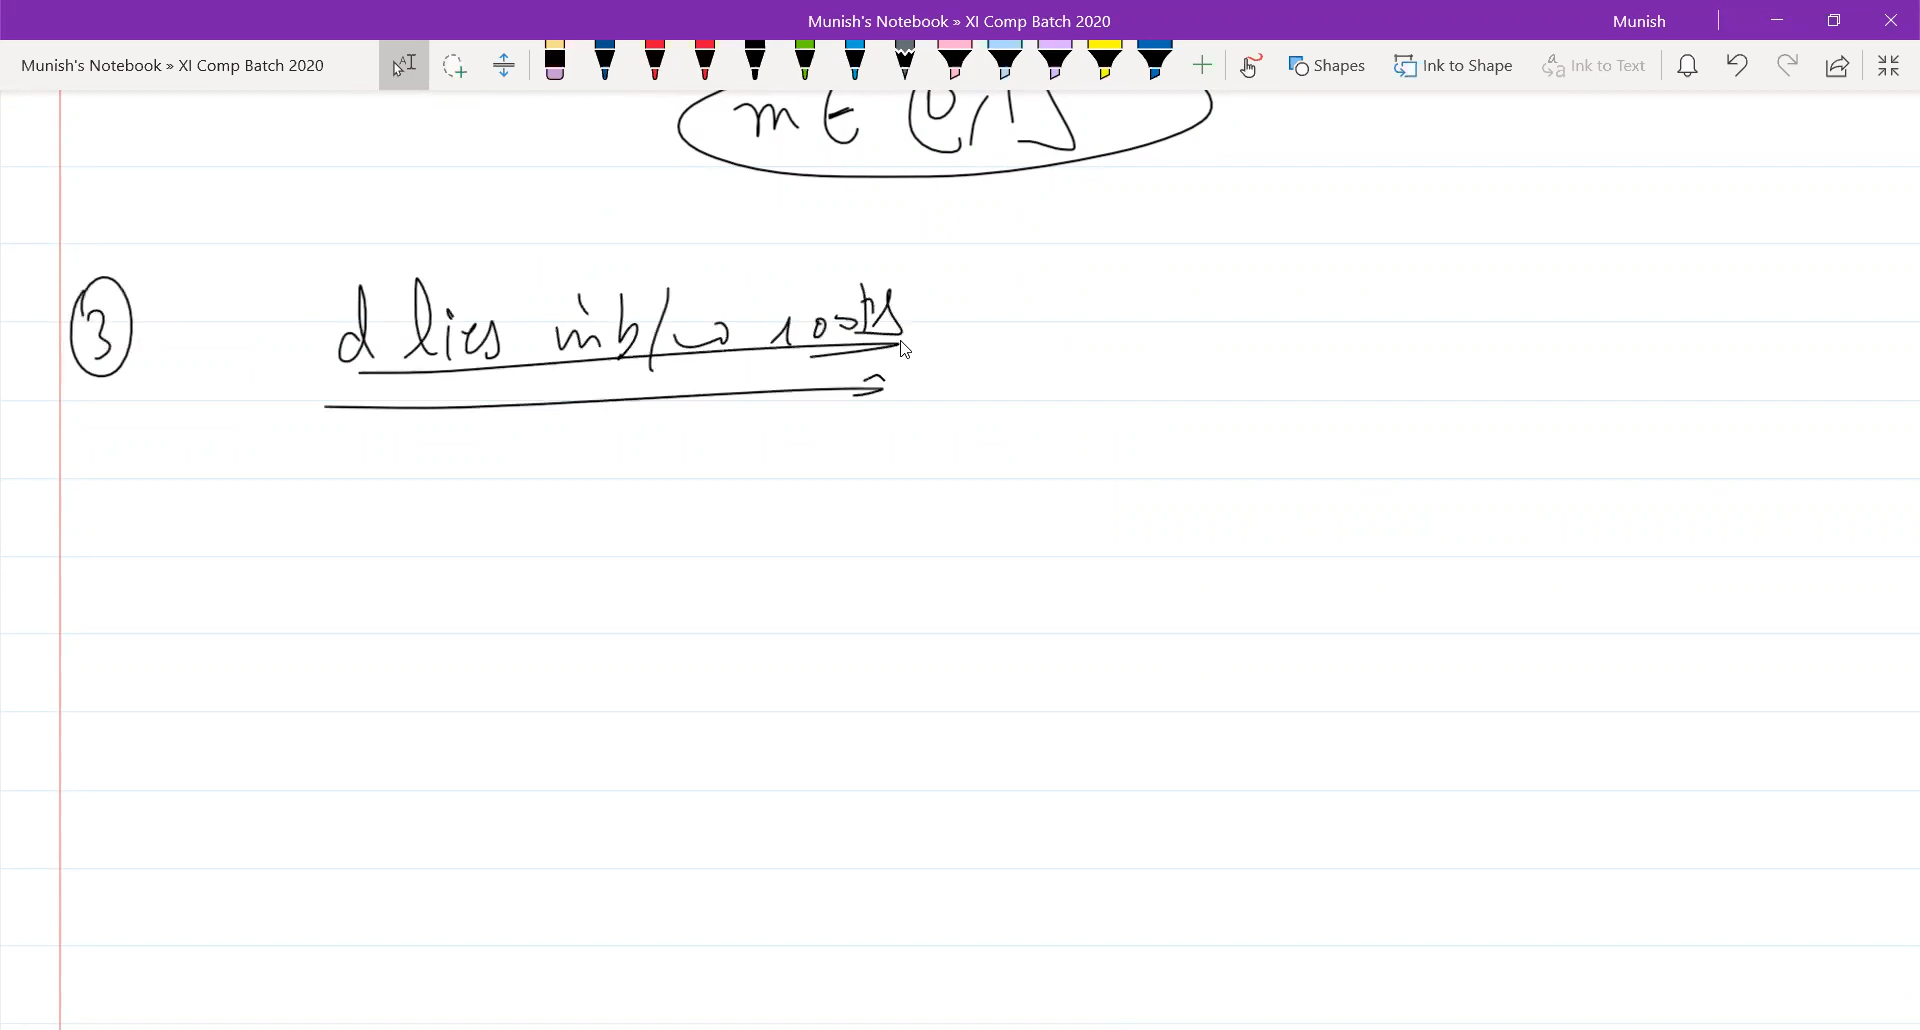 Munish's Notebook » XI Comp Batch 2020
Munish
Munish's Notebook » XI Comp Batch 2020
Shapes
Ink to Shape
Ink to Text
m ∈ (0,1]
③ d lies inb/w roots